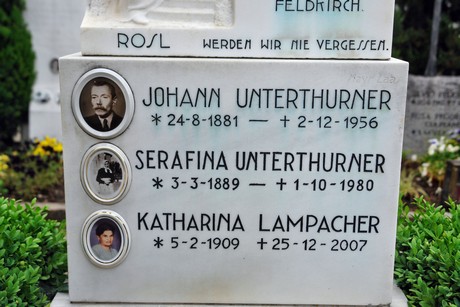 FELDKIRCH.
ROSL WERDEN WIR NIE VERGESSEN.
JOHANN UNTERTHURNER
* 24-8-1881 — † 2-12-1956
SERAFINA UNTERTHURNER
* 3-3-1889 — † 1-10-1980
KATHARINA LAMPACHER
* 5-2-1909 † 25-12-2007